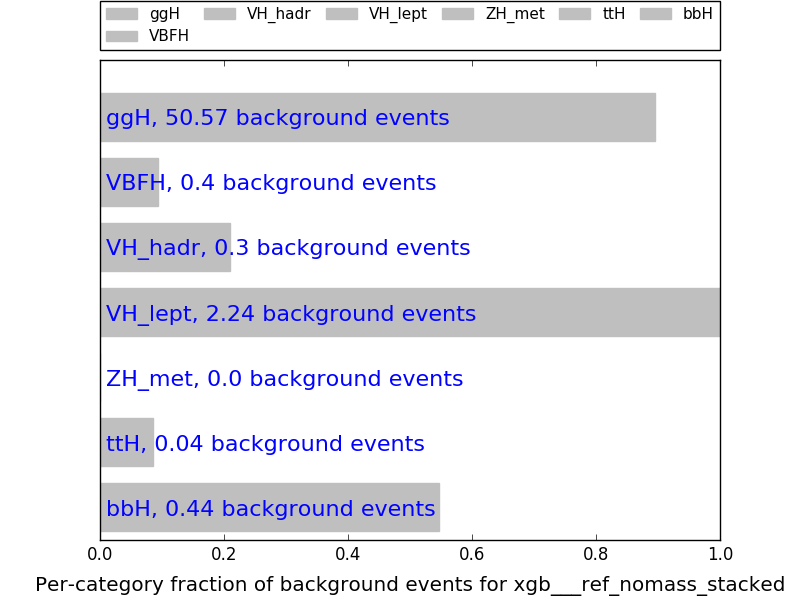 ggH VH_hadr VH_lept ZH_met ttH bbH
VBFH
ggH, 50.57 background events
VBFH, 0.4 background events
VH_hadr, 0.3 background events
VH_lept, 2.24 background events
ZH_met, 0.0 background events
ttH, 0.04 background events
bbH, 0.44 background events
0.0 0.2 0.4 0.6 0.8 1.0
Per-category fraction of background events for xgb___ref_nomass_stacked